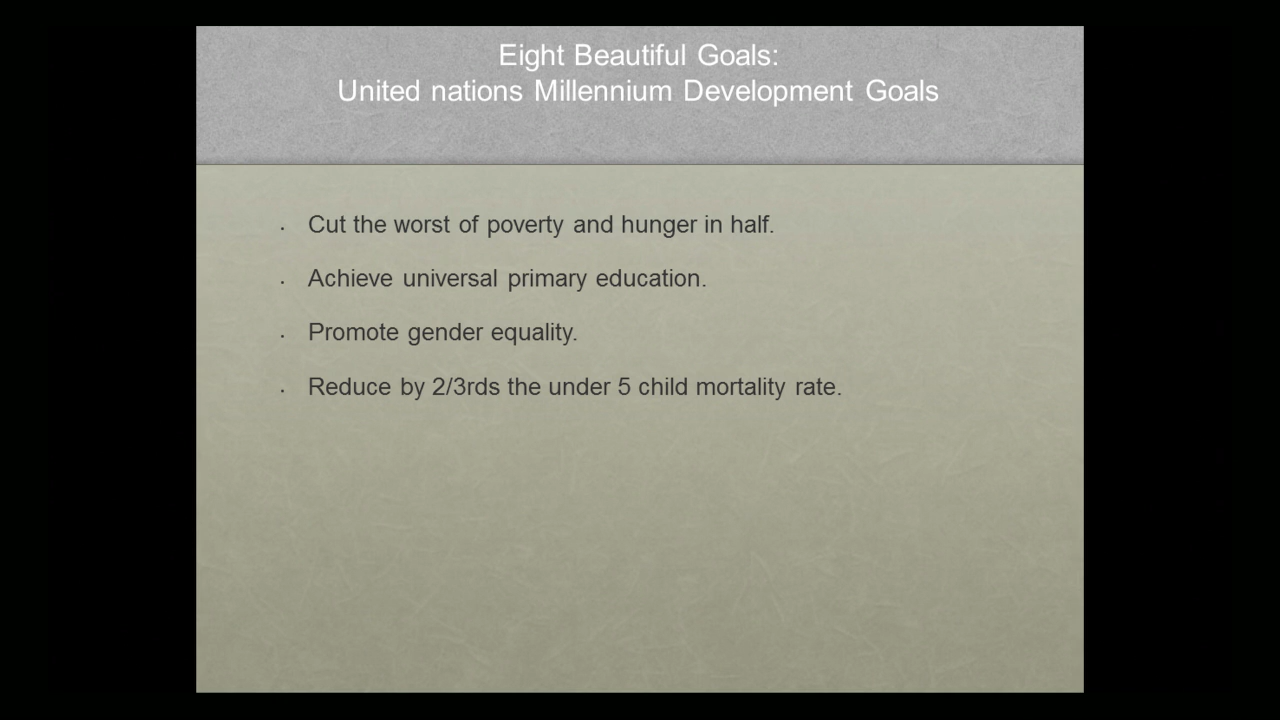 Eight Beautiful Goals:
United nations Millennium Development Goals
· Cut the worst of poverty and hunger in half.
· Achieve universal primary education.
· Promote gender equality.
· Reduce by 2/3rds the under 5 child mortality rate.